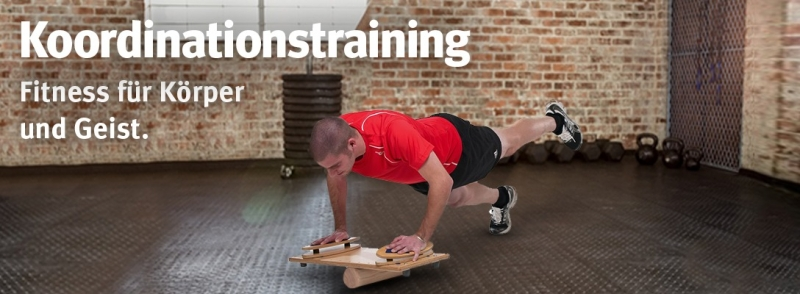 Koordinationstraining
Fitness für Körper
und Geist.